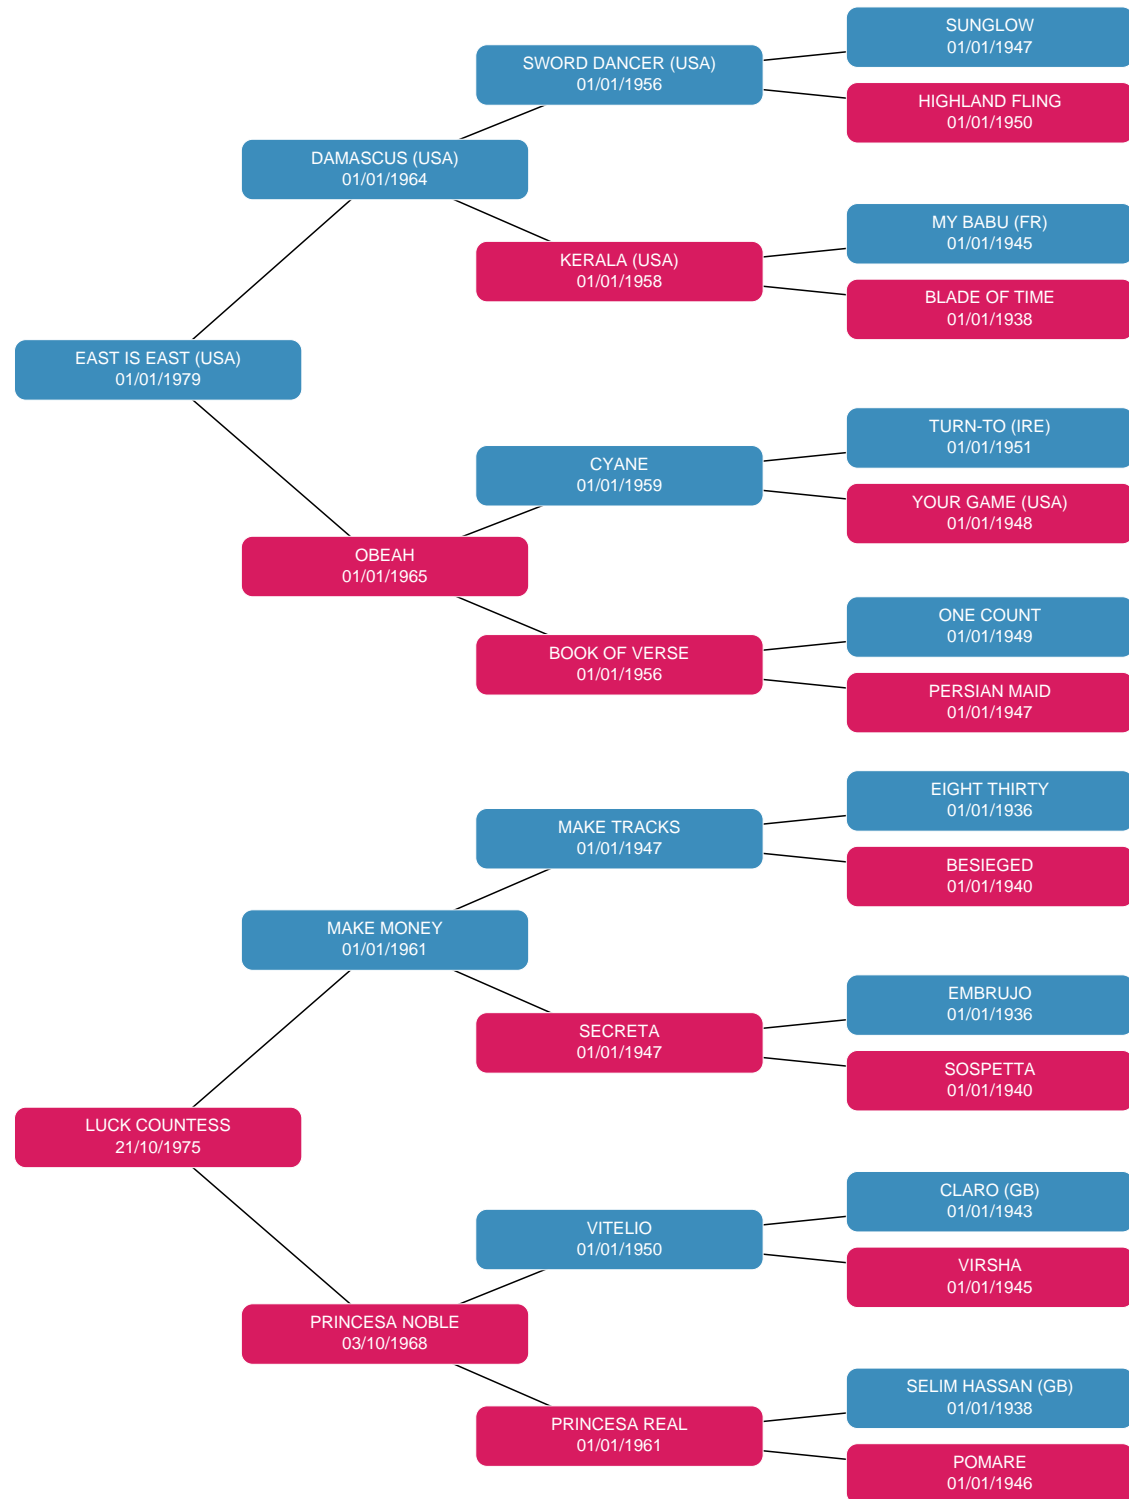 SUNGLOW
01/01/1947
SWORD DANCER (USA)
01/01/1956
HIGHLAND FLING
01/01/1950
DAMASCUS (USA)
01/01/1964
MY BABU (FR)
01/01/1945
KERALA (USA)
01/01/1958
BLADE OF TIME
01/01/1938
EAST IS EAST (USA)
01/01/1979
TURN-TO (IRE)
01/01/1951
CYANE
01/01/1959
YOUR GAME (USA)
01/01/1948
OBEAH
01/01/1965
ONE COUNT
01/01/1949
BOOK OF VERSE
01/01/1956
PERSIAN MAID
01/01/1947
EIGHT THIRTY
01/01/1936
MAKE TRACKS
01/01/1947
BESIEGED
01/01/1940
MAKE MONEY
01/01/1961
EMBRUJO
01/01/1936
SECRETA
01/01/1947
SOSPETTA
01/01/1940
LUCK COUNTESS
21/10/1975
CLARO (GB)
01/01/1943
VITELIO
01/01/1950
VIRSHA
01/01/1945
PRINCESA NOBLE
03/10/1968
SELIM HASSAN (GB)
01/01/1938
PRINCESA REAL
01/01/1961
POMARE
01/01/1946